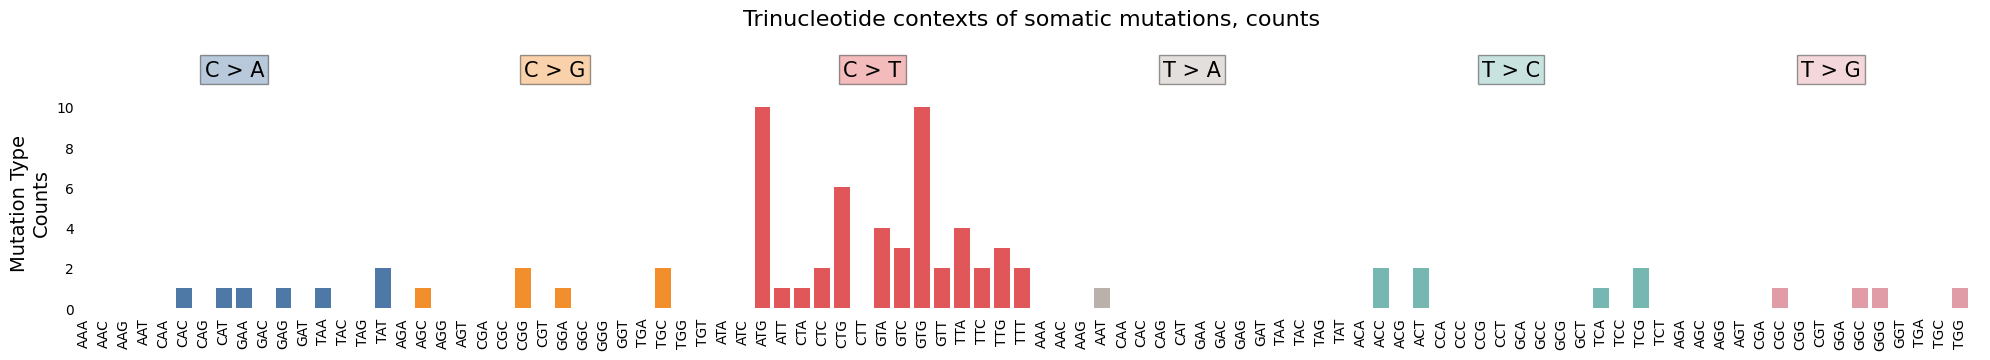 Trinucleotide contexts of somatic mutations, counts
C > A
C > G
C > T
T > A
T > C
T > G
Mutation Type
Counts
10
8
6
4
2
0
AAA
AAC
AAG
AAT
CAA
CAC
CAG
CAT
GAA
GAC
GAG
GAT
TAA
TAC
TAG
TAT
AGA
AGC
AGG
AGT
CGA
CGC
CGG
CGT
GGA
GGC
GGG
GGT
TGA
TGC
TGG
TGT
ATA
ATC
ATG
ATT
CTA
CTC
CTG
CTT
GTA
GTC
GTG
GTT
TTA
TTC
TTG
TTT
AAA
AAC
AAG
AAT
CAA
CAC
CAG
CAT
GAA
GAC
GAG
GAT
TAA
TAC
TAG
TAT
ACA
ACC
ACG
ACT
CCA
CCC
CCG
CCT
GCA
GCC
GCG
GCT
TCA
TCC
TCG
TCT
AGA
AGC
AGG
AGT
CGA
CGC
CGG
CGT
GGA
GGC
GGG
GGT
TGA
TGC
TGG